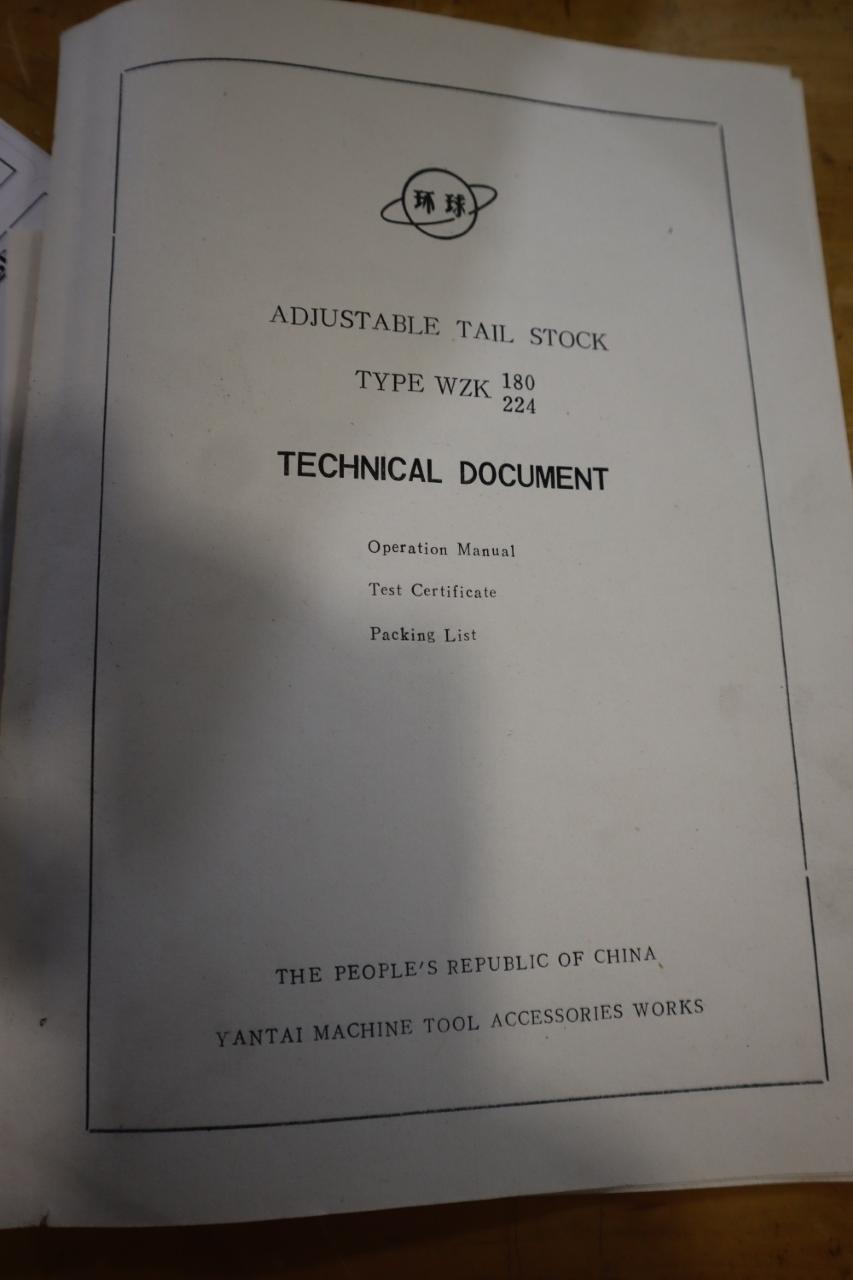 环球
ADJUSTABLE TAIL STOCK
TYPE WZK 180
224
TECHNICAL DOCUMENT
Operation Manual
Test Certificate
Packing List
THE PEOPLE'S REPUBLIC OF CHINA
YANTAI MACHINE TOOL ACCESSORIES WORKS